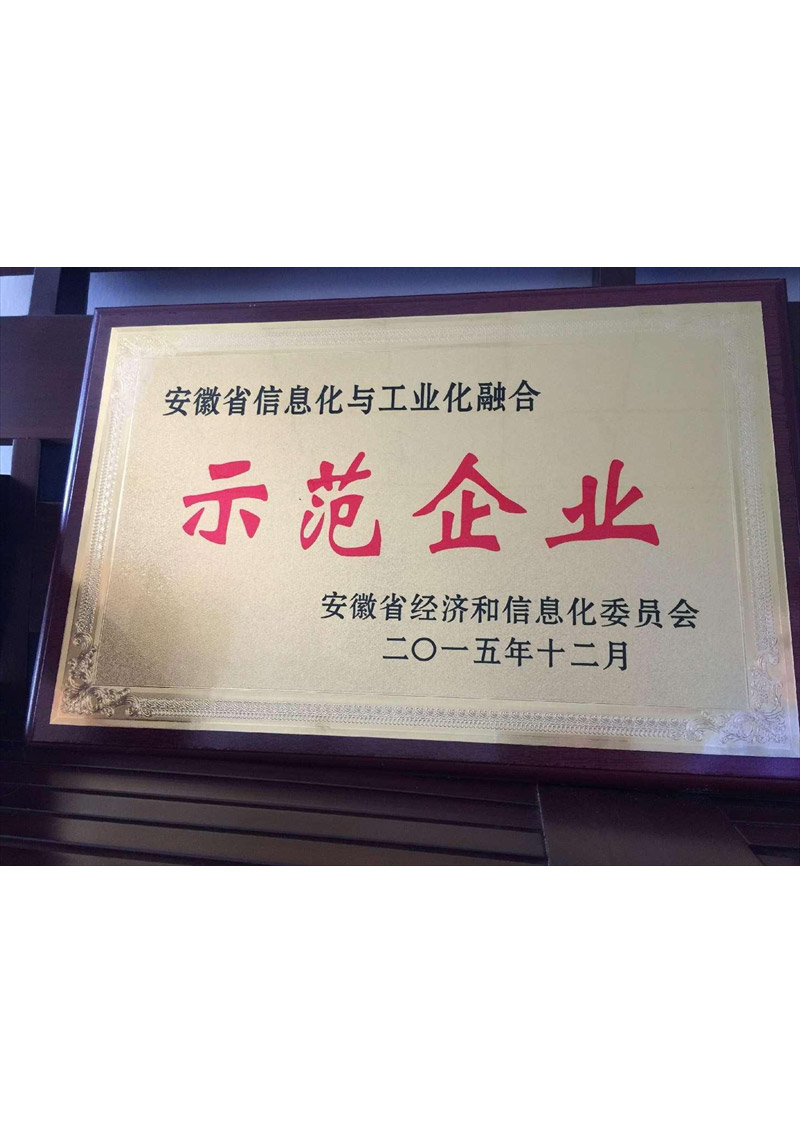 安徽省信息化与工业化融合
示范企业
安徽省经济和信息化委员会
二〇一五年十二月